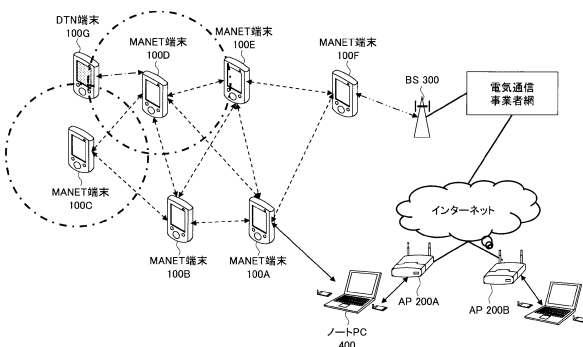 DTN端末
100G
MANET端末
100D
MANET端末
100E
MANET端末
100F
BS 300
電気通信
事業者網
MANET端末
100C
インターネット
MANET端末
100B
MANET端末
100A
AP 200A
AP 200B
ノートPC
400